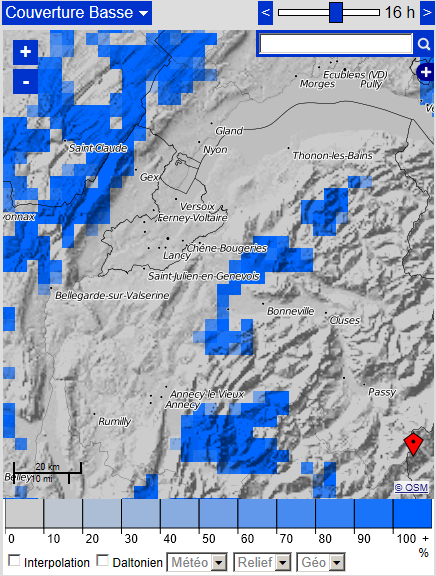 Couverture Basse
< 16 h >
+
-
+
Ecublens (VD)
Morges Pully
Gland
Saint-Claude Nyon
Thonon-les-Bains
Gex
Versoix
Ferney-Voltaire
yonnax
Chêne-Bougeries
Lancy
Saint-Julien-en-Genevois
Bellegarde-sur-Valserine
Bonneville
Cluses
Passy
Annecy le Vieux
Annecy
Rumilly
20 km
10 mi
Belley
© OSM
0 10 20 30 40 50 60 70 80 90 100 + %
Interpolation Daltonien Météo Relief Géo